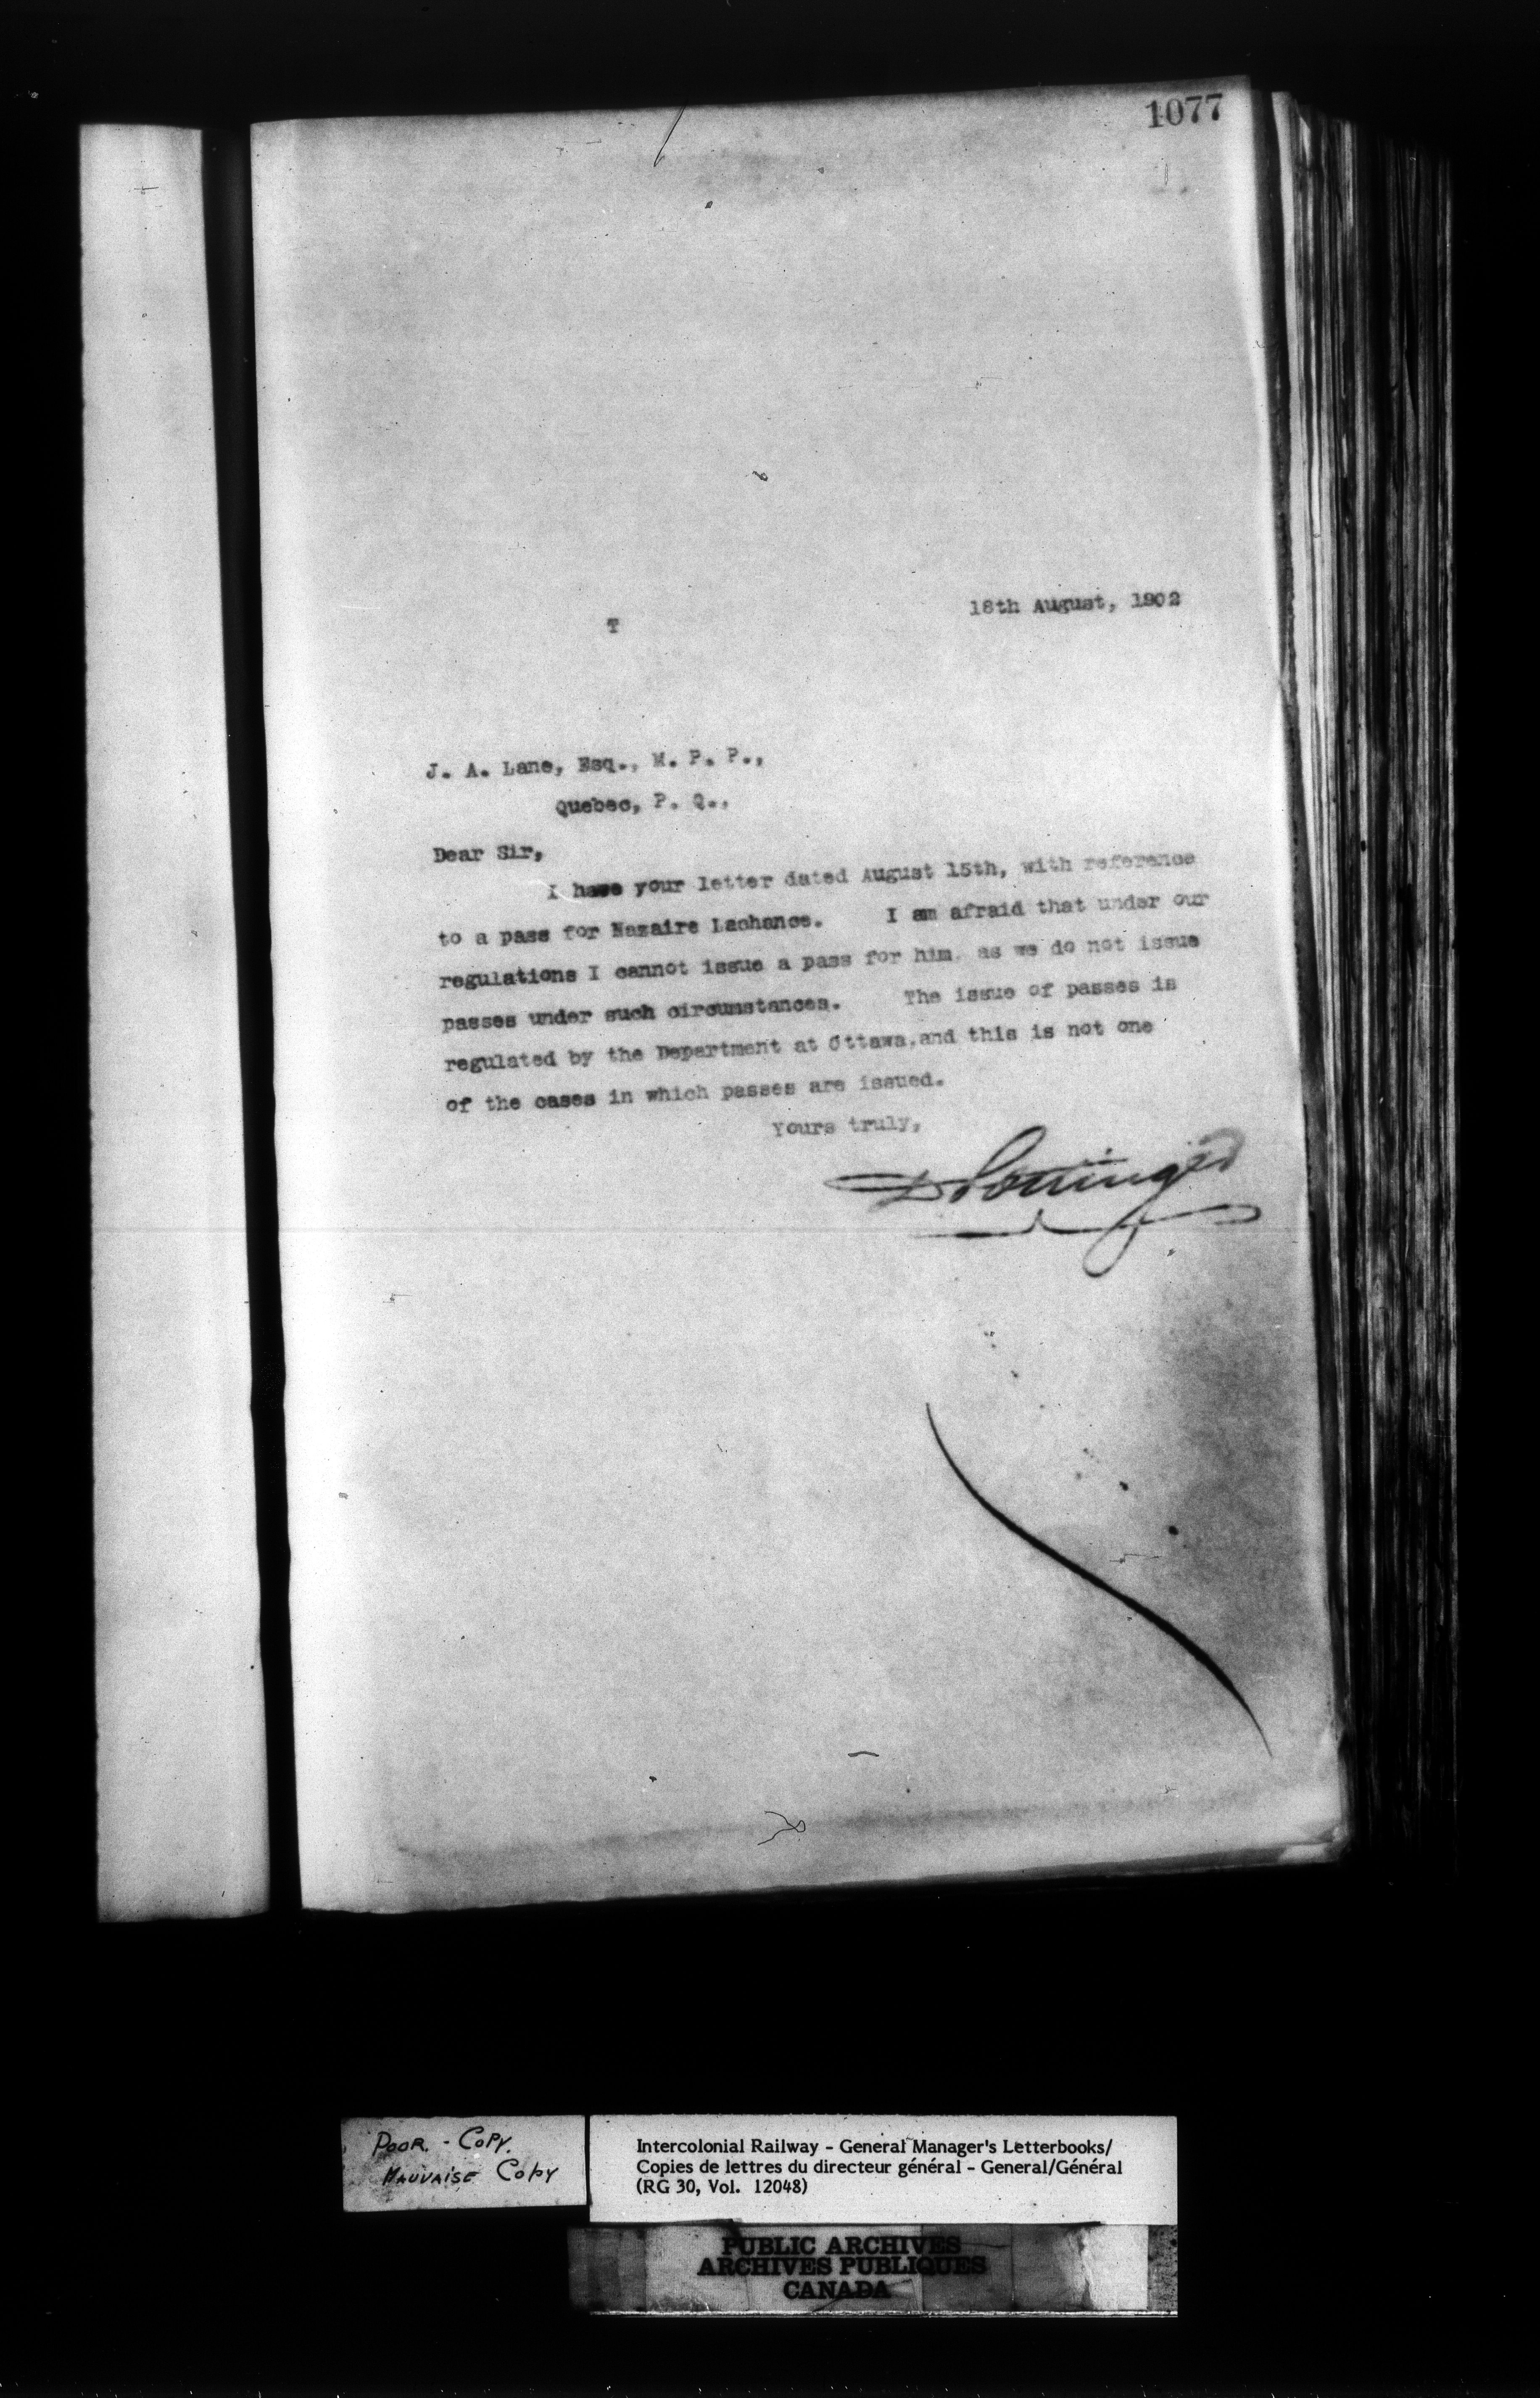 1077
18th August, 1902
T
J. A. Lane, Esq., M. P. P.,
Quebec, P. Q.,
Dear Sir,
I have your letter dated August 15th, with reference
to a pass for Nazaire Lachance. I am afraid that under our
regulations I cannot issue a pass for him, as we do not issue
passes under such circumstances. The issue of passes is
regulated by the Department at Ottawa, and this is not one
of the cases in which passes are issued.
Yours truly,
D Pottinger
POOR. - COPY.
MAUVAISE COPY
Intercolonial Railway - General Manager's Letterbooks/
Copies de lettres du directeur général - General/Général
(RG 30, Vol. 12048)
PUBLIC ARCHIVES
ARCHIVES PUBLIQUES
CANADA